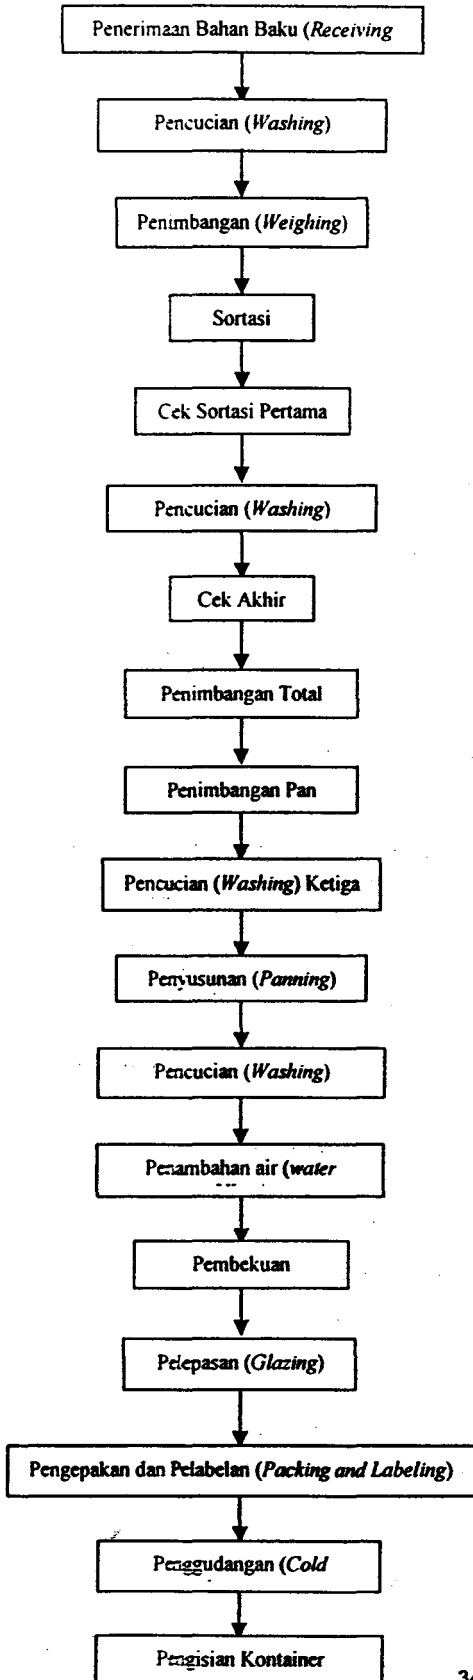 Penerimaan Bahan Baku (Receiving
Pencucian (Washing)
Penimbangan (Weighing)
Sortasi
Cek Sortasi Pertama
Pencucian (Washing)
Cek Akhir
Penimbangan Total
Penimbangan Pan
Pencucian (Washing) Ketiga
Penyusunan (Panning)
Pencucian (Washing)
Penambahan air (water
Pembekuan
Pelepasan (Glazing)
Pengepakan dan Pelabelan (Packing and Labeling)
Penggudangan (Cold
Pengisian Kontainer